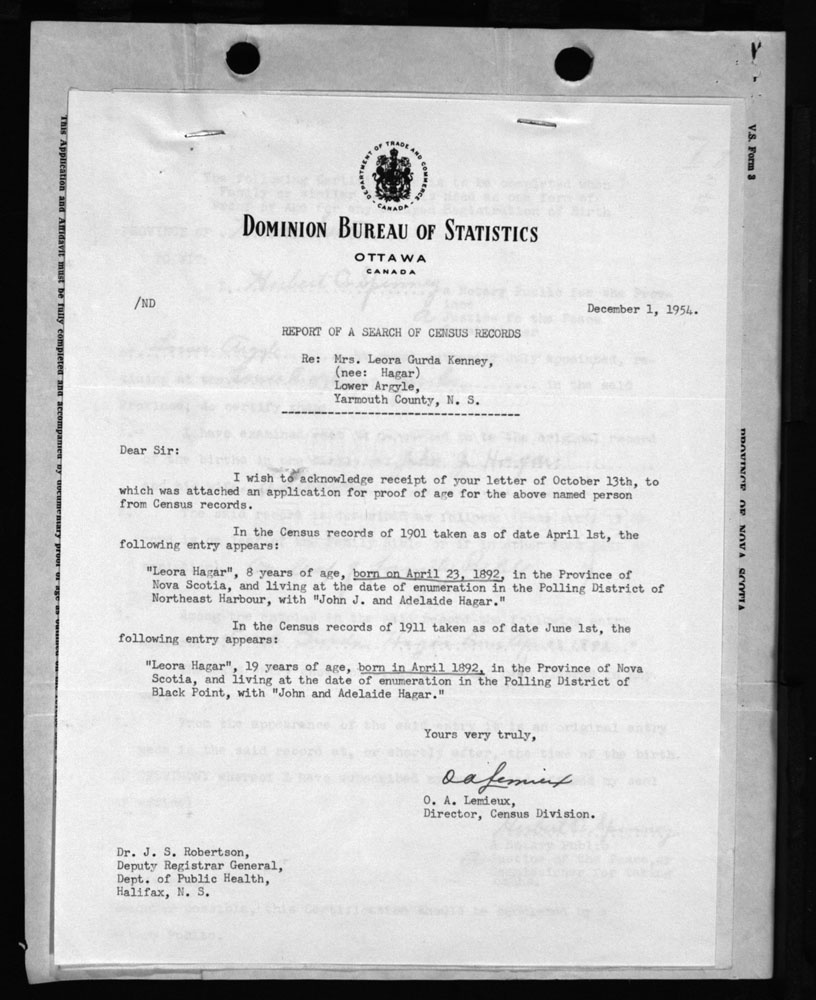 V.S. Form 3
This Application and Affidavit must be fully completed and accompanied by documentary proof
PROVINCE OF NOVA SCOTIA
DEPARTMENT OF TRADE AND COMMERCE
CANADA
DOMINION BUREAU OF STATISTICS
OTTAWA
CANADA
/ND
December 1, 1954.
REPORT OF A SEARCH OF CENSUS RECORDS
Re: Mrs. Leora Gurda Kenney,
(nee: Hagar)
Lower Argyle,
Yarmouth County, N. S.
Dear Sir:
I wish to acknowledge receipt of your letter of October 13th, to
which was attached an application for proof of age for the above named person
from Census records.
In the Census records of 1901 taken as of date April 1st, the
following entry appears:
"Leora Hagar", 8 years of age, born on April 23, 1892, in the Province of
Nova Scotia, and living at the date of enumeration in the Polling District of
Northeast Harbour, with "John J. and Adelaide Hagar."
In the Census records of 1911 taken as of date June 1st, the
following entry appears:
"Leora Hagar", 19 years of age, born in April 1892, in the Province of Nova
Scotia, and living at the date of enumeration in the Polling District of
Black Point, with "John and Adelaide Hagar."
Yours very truly,
O A Lemieux
O. A. Lemieux,
Director, Census Division.
Dr. J. S. Robertson,
Deputy Registrar General,
Dept. of Public Health,
Halifax, N. S.